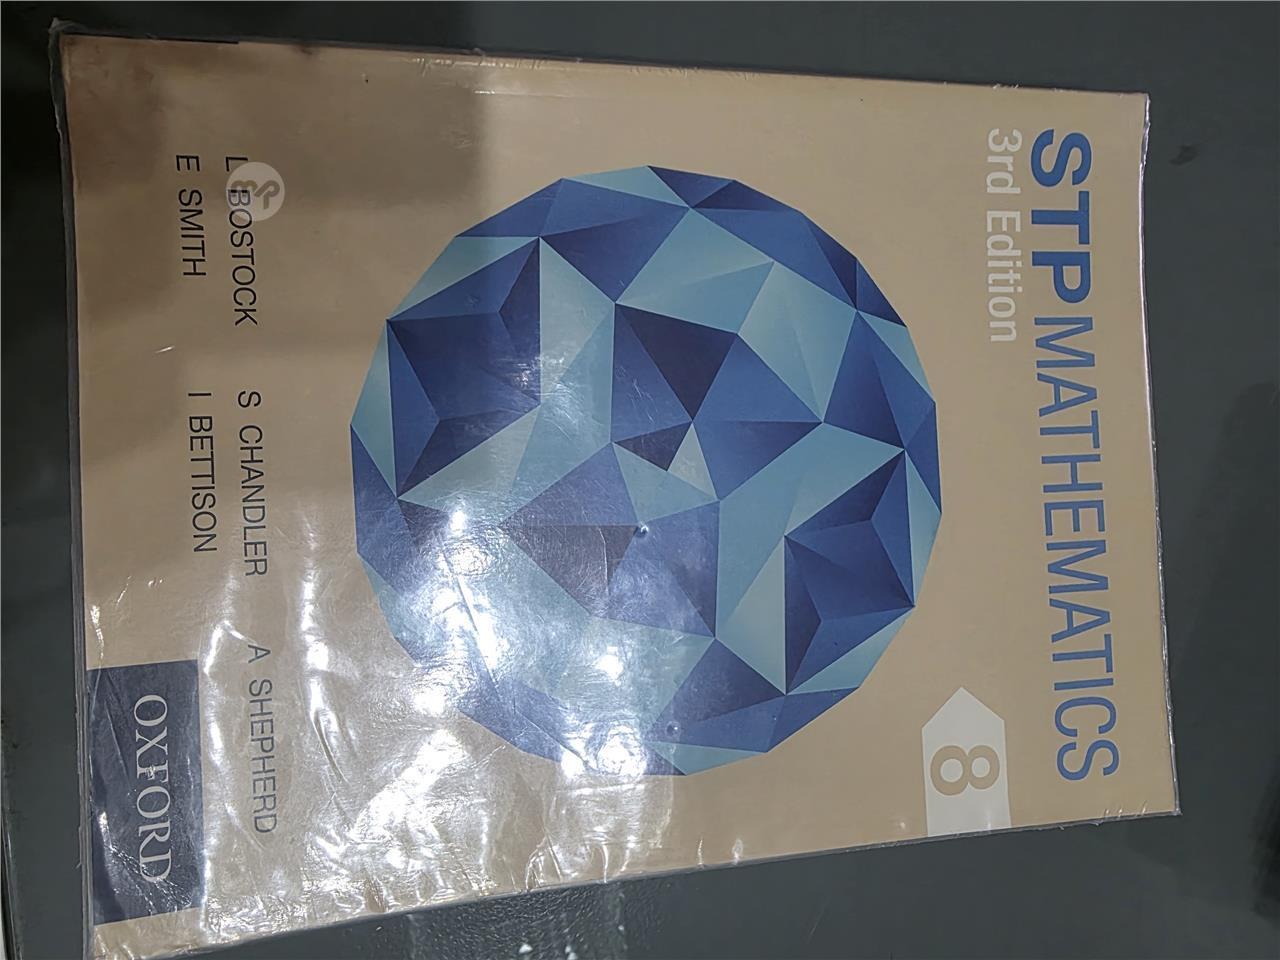 STP MATHEMATICS
3rd Edition
8
L BOSTOCK S CHANDLER A SHEPHERD
E SMITH I BETTISON
OXFORD